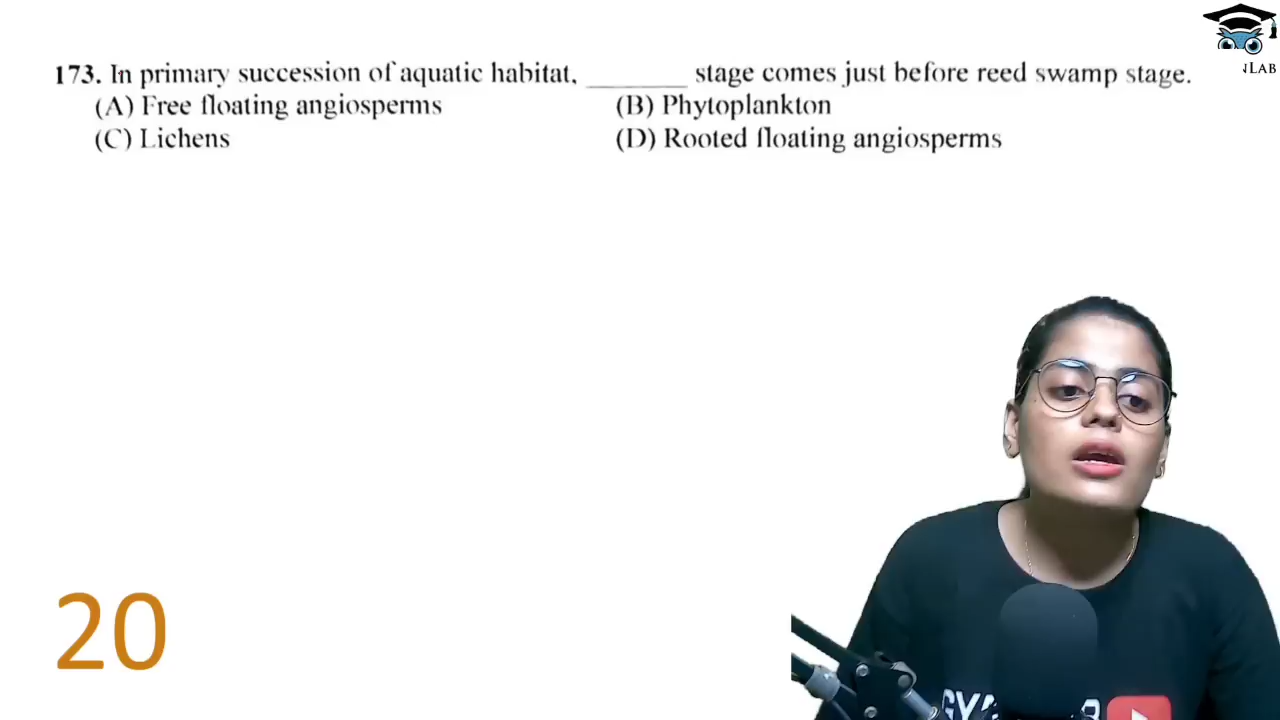 173. In primary succession of aquatic habitat, ________ stage comes just before reed swamp stage.
(A) Free floating angiosperms (B) Phytoplankton
(C) Lichens (D) Rooted floating angiosperms
20